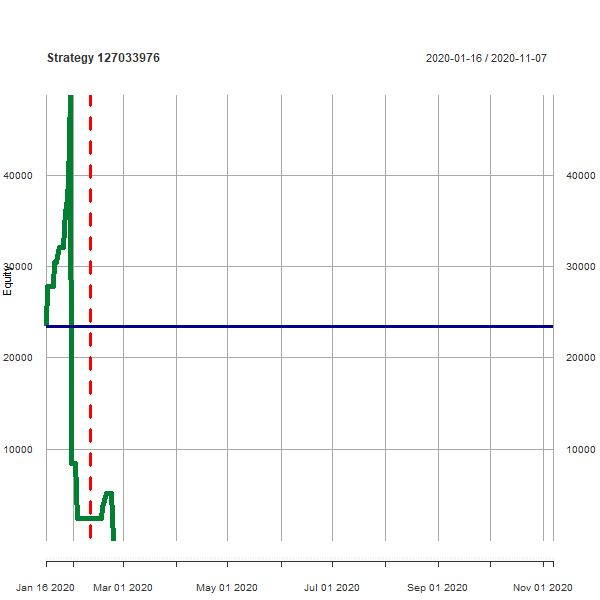 Strategy 127033976
2020-01-16 / 2020-11-07
40000
40000
30000
30000
Equity
20000
20000
10000
10000
Jan 16 2020
Mar 01 2020
May 01 2020
Jul 01 2020
Sep 01 2020
Nov 01 2020